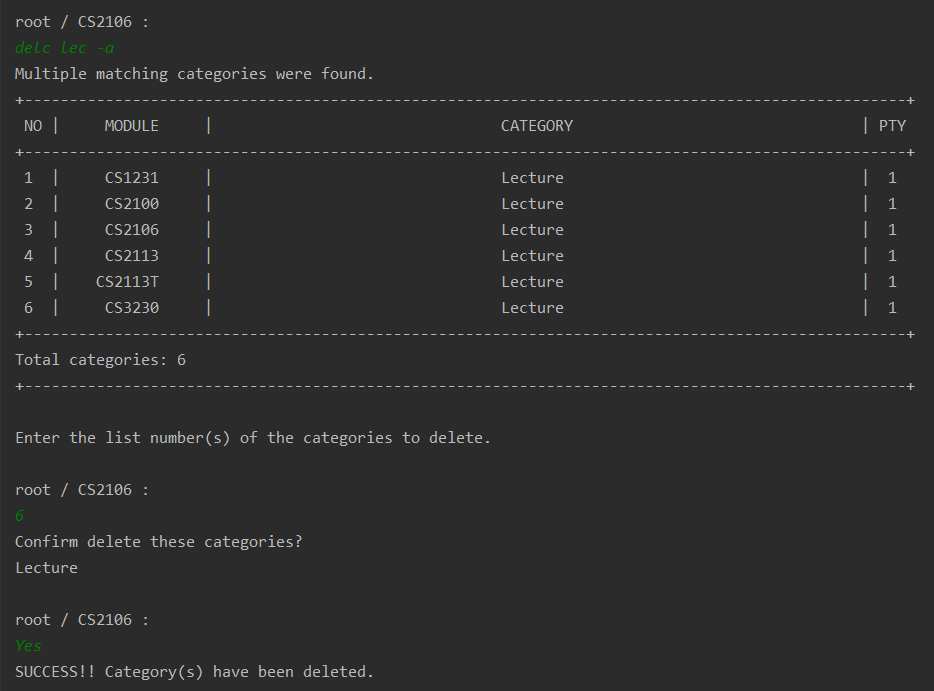 root / CS2106 :
delc lec -a
Multiple matching categories were found.
+--------------------------------------------------------------------------------------------------+
NO |     MODULE     |                                CATEGORY                                | PTY
+--------------------------------------------------------------------------------------------------+
1  |     CS1231     |                                Lecture                                 |  1
2  |     CS2100     |                                Lecture                                 |  1
3  |     CS2106     |                                Lecture                                 |  1
4  |     CS2113     |                                Lecture                                 |  1
5  |    CS2113T     |                                Lecture                                 |  1
6  |     CS3230     |                                Lecture                                 |  1
+--------------------------------------------------------------------------------------------------+
Total categories: 6
+--------------------------------------------------------------------------------------------------+
Enter the list number(s) of the categories to delete.
root / CS2106 :
6
Confirm delete these categories?
Lecture
root / CS2106 :
Yes
SUCCESS!! Category(s) have been deleted.